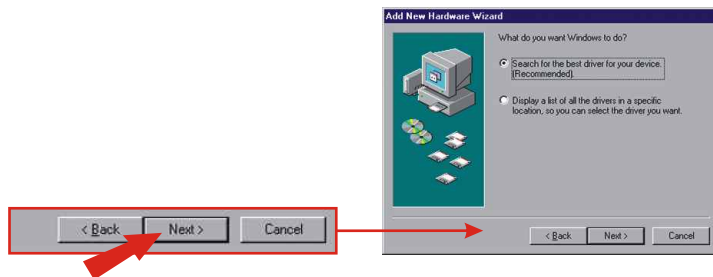 Add New Hardware Wizard
What do you want Windows to do?
Search for the best driver for your device.
(Recommended).
Display a list of all the drivers in a specific
location, so you can select the driver you want.
< Back
Next >
Cancel
< Back
Next >
Cancel